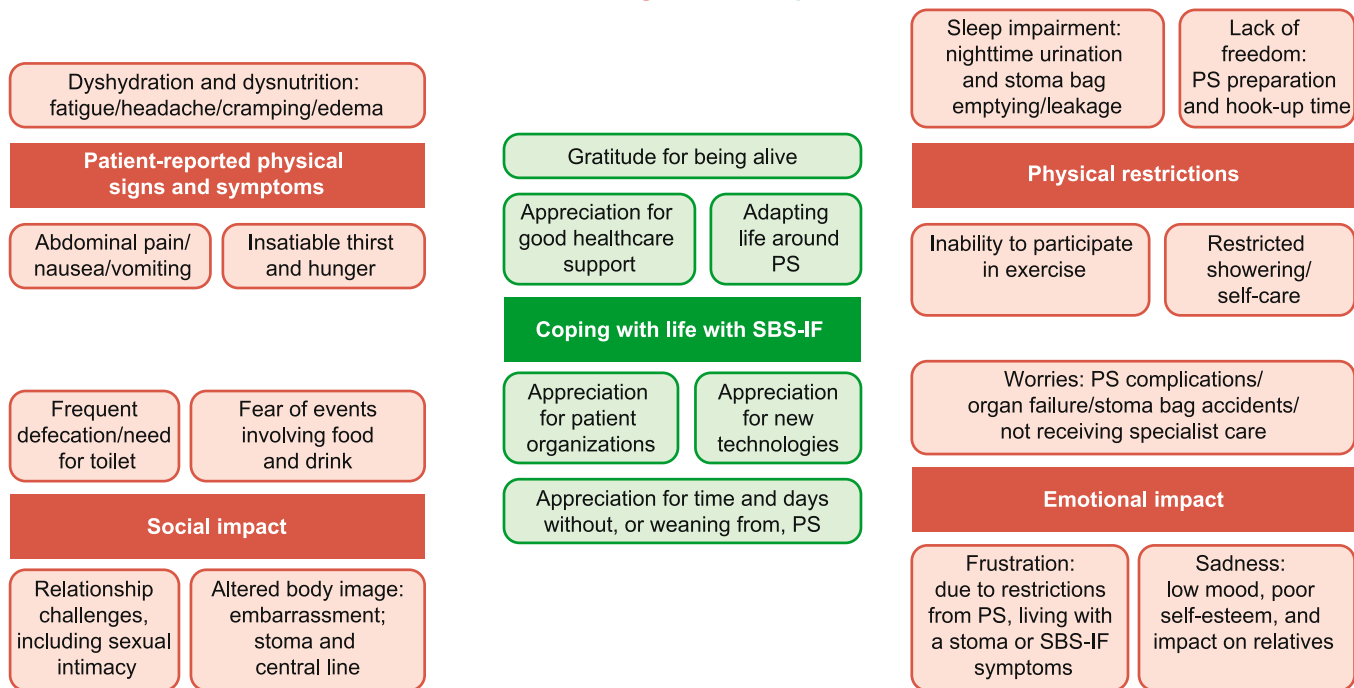 Dyshydration and dysnutrition:
fatigue/headache/cramping/edema
Patient-reported physical
signs and symptoms
Abdominal pain/
nausea/vomiting
Insatiable thirst
and hunger
Frequent
defecation/need
for toilet
Fear of events
involving food
and drink
Social impact
Relationship
challenges,
including sexual
intimacy
Altered body image:
embarrassment;
stoma and
central line
Gratitude for being alive
Appreciation for
good healthcare
support
Adapting
life around
PS
Coping with life with SBS-IF
Appreciation
for patient
organizations
Appreciation
for new
technologies
Appreciation for time and days
without, or weaning from, PS
Sleep impairment:
nighttime urination
and stoma bag
emptying/leakage
Lack of
freedom:
PS preparation
and hook-up time
Physical restrictions
Inability to participate
in exercise
Restricted
showering/
self-care
Worries: PS complications/
organ failure/stoma bag accidents/
not receiving specialist care
Emotional impact
Frustration:
due to restrictions
from PS, living with
a stoma or SBS-IF
symptoms
Sadness:
low mood, poor
self-esteem, and
impact on relatives